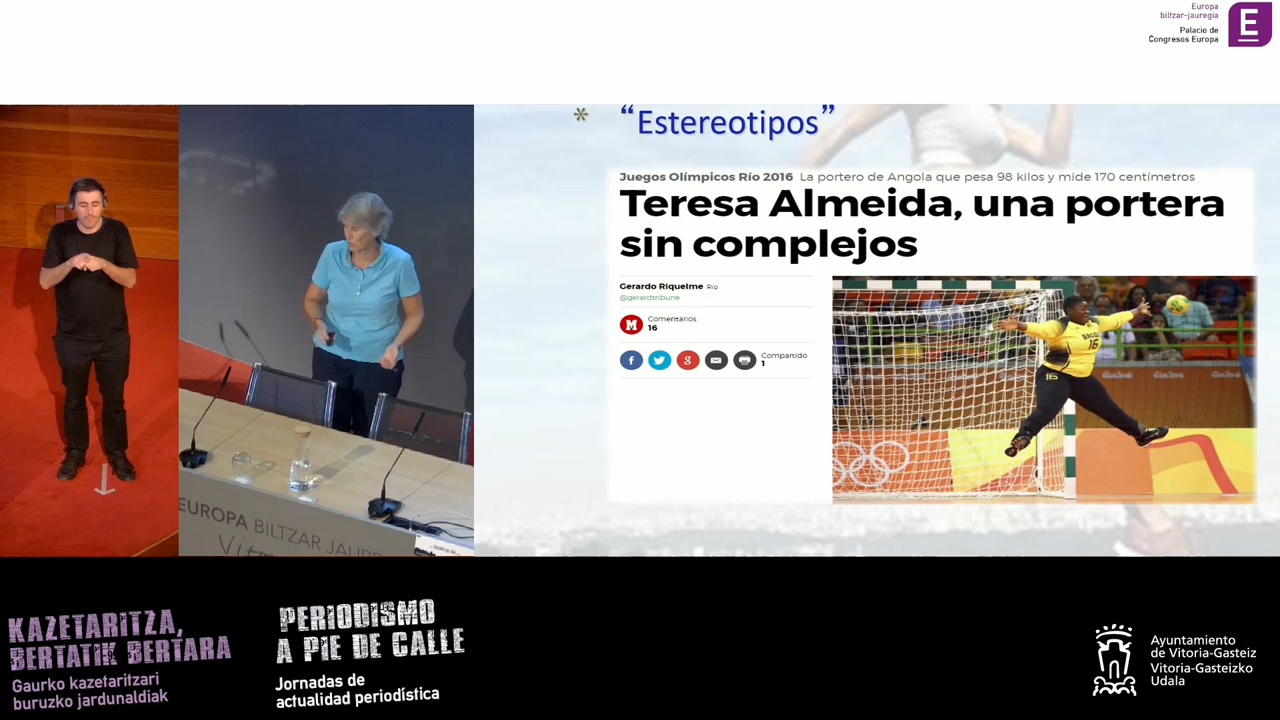 Europa
biltzar-jauregia
Palacio de
Congresos Europa
E
* “Estereotipos”
Juegos Olímpicos Río 2016 La portero de Angola que pesa 98 kilos y mide 170 centímetros
Teresa Almeida, una portera
sin complejos
Gerardo Riquelme Río
@gerardtribune
M
Comentarios
16
Compartido
1
16
16
EUROPA BILTZAR JAURE
KAZETARITZA,
BERTATIK BERTARA
Gaurko kazetaritzari
buruzko jardunaldiak
PERIODISMO
A PIE DE CALLE
Jornadas de
actualidad periodística
Ayuntamiento
de Vitoria-Gasteiz
Vitoria-Gasteizko
Udala